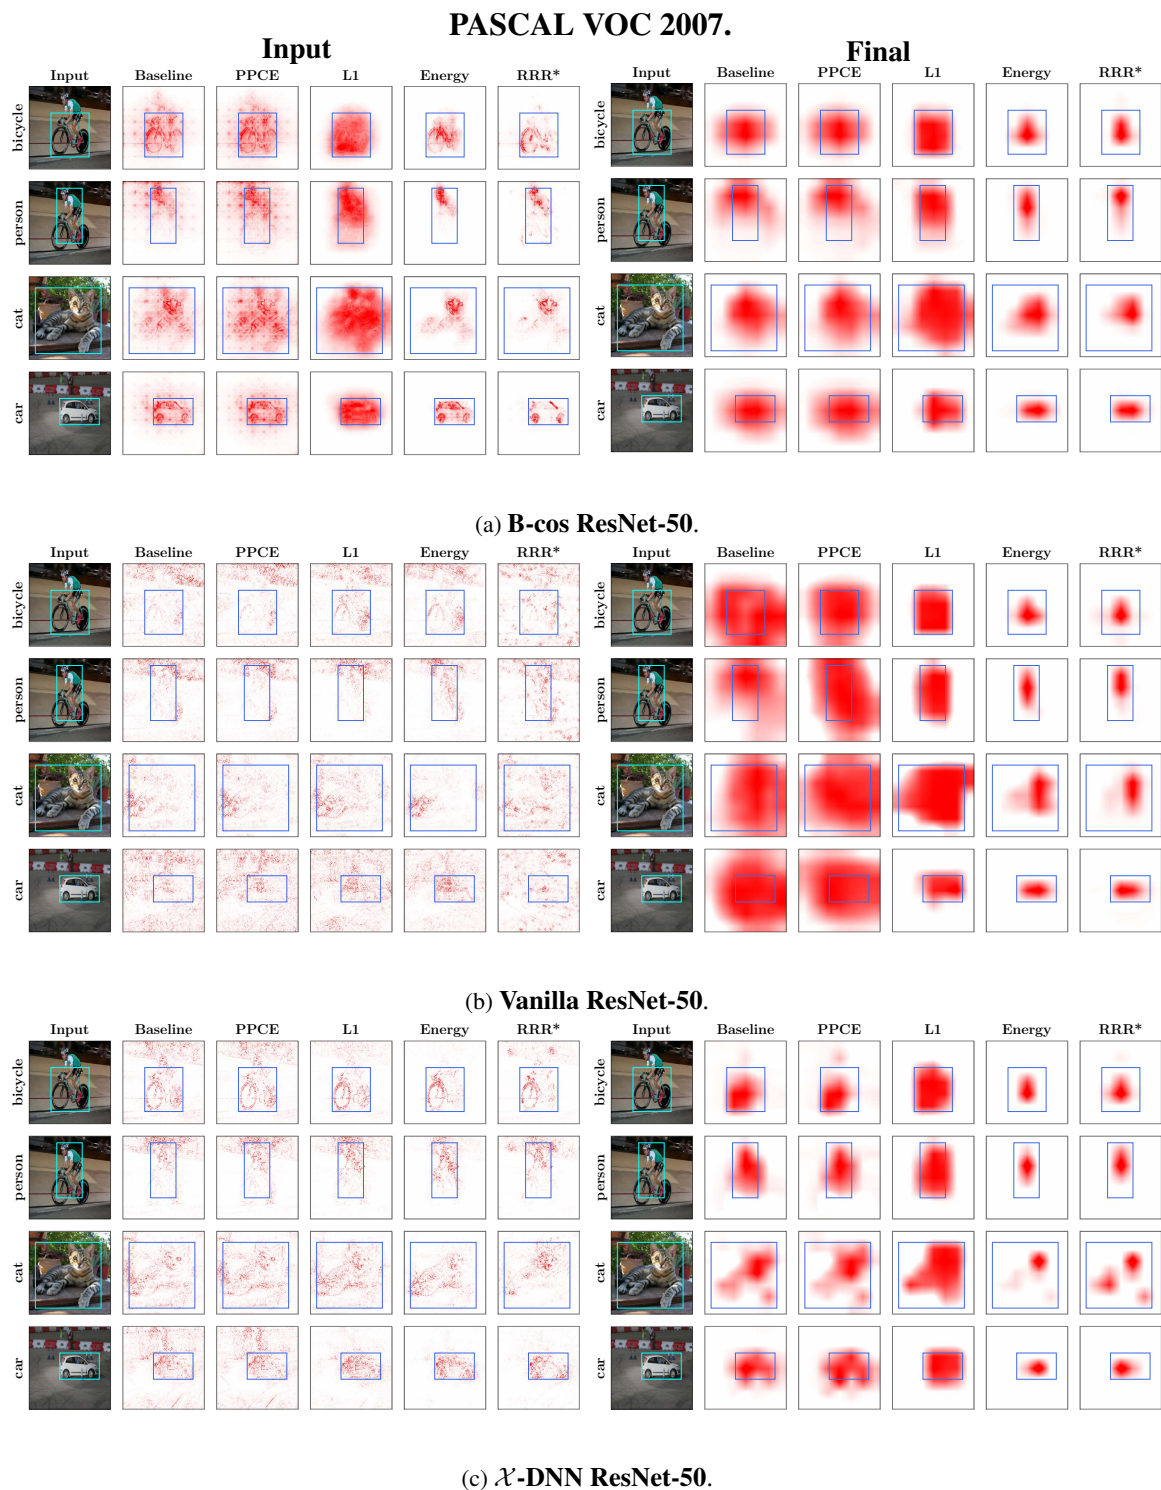 PASCAL VOC 2007.
Input Final
Input Baseline PPCE L1 Energy RRR* Input Baseline PPCE L1 Energy RRR*
bicycle bicycle
person person
cat cat
car car
(a) B-cos ResNet-50.
Input Baseline PPCE L1 Energy RRR* Input Baseline PPCE L1 Energy RRR*
bicycle bicycle
person person
cat cat
car car
(b) Vanilla ResNet-50.
Input Baseline PPCE L1 Energy RRR* Input Baseline PPCE L1 Energy RRR*
bicycle bicycle
person person
cat cat
car car
(c) 𝒳-DNN ResNet-50.